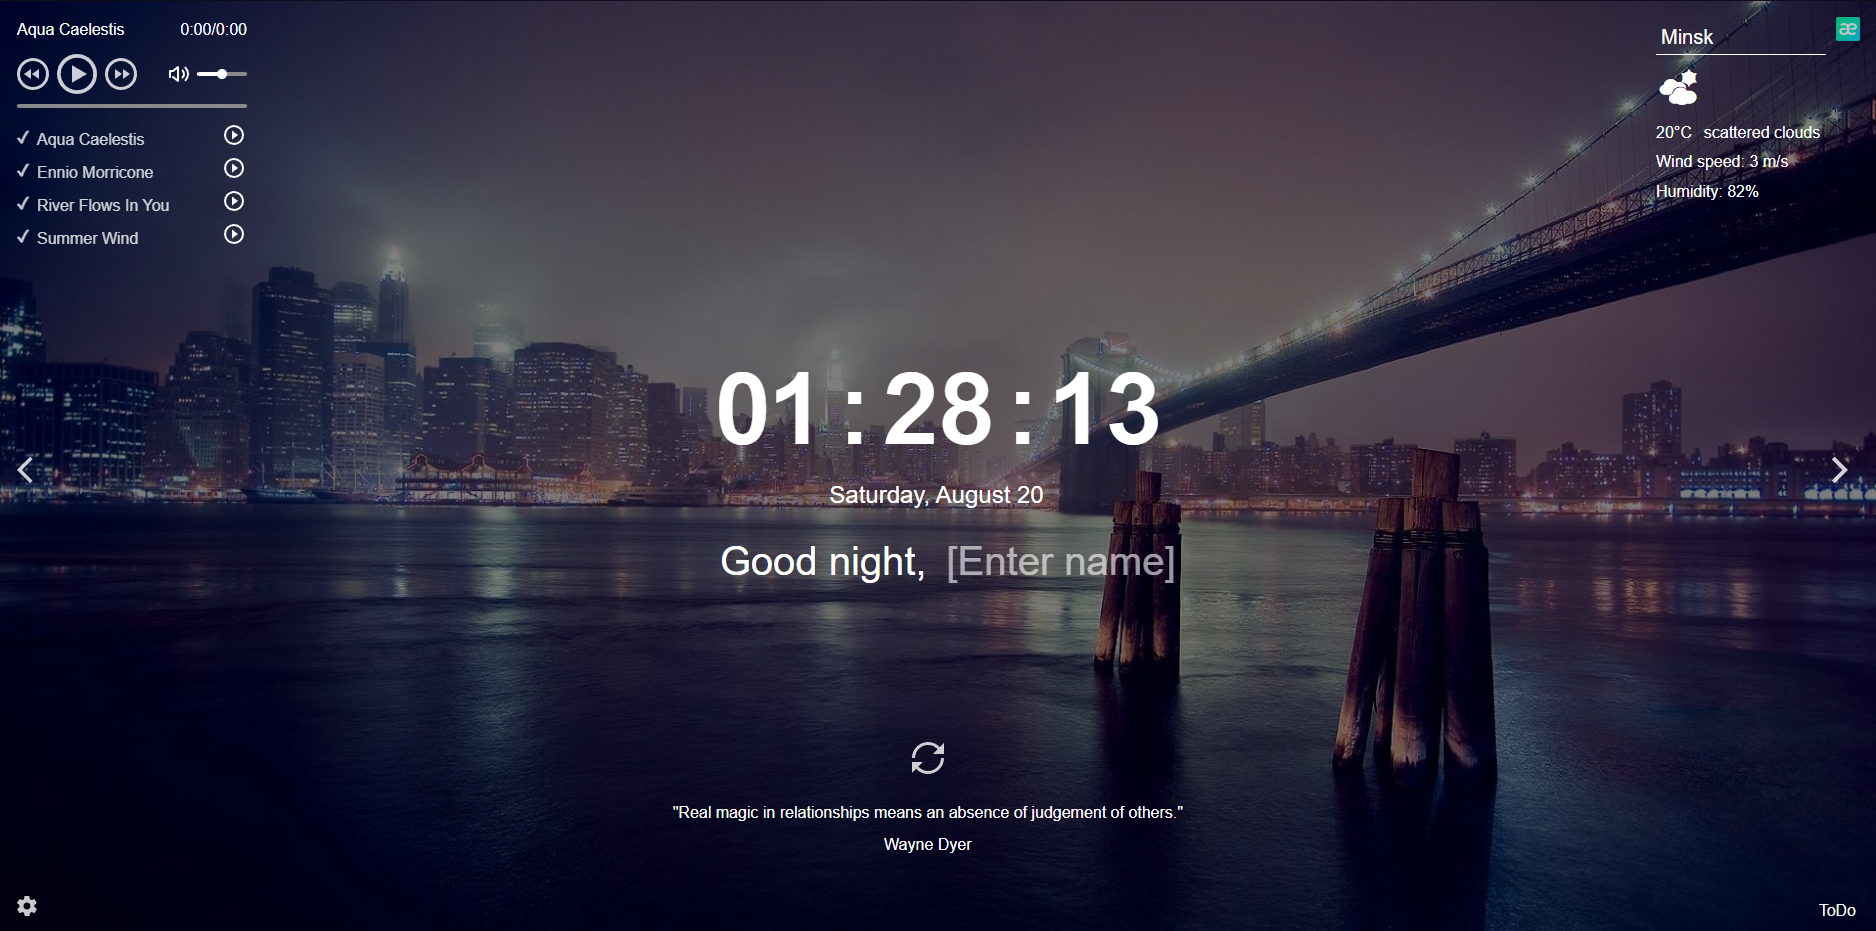 Aqua Caelestis 0:00/0:00
Aqua Caelestis
Ennio Morricone
River Flows In You
Summer Wind
Minsk
æ
20°C scattered clouds
Wind speed: 3 m/s
Humidity: 82%
01:28:13
Saturday, August 20
Good night, [Enter name]
"Real magic in relationships means an absence of judgement of others."
Wayne Dyer
ToDo